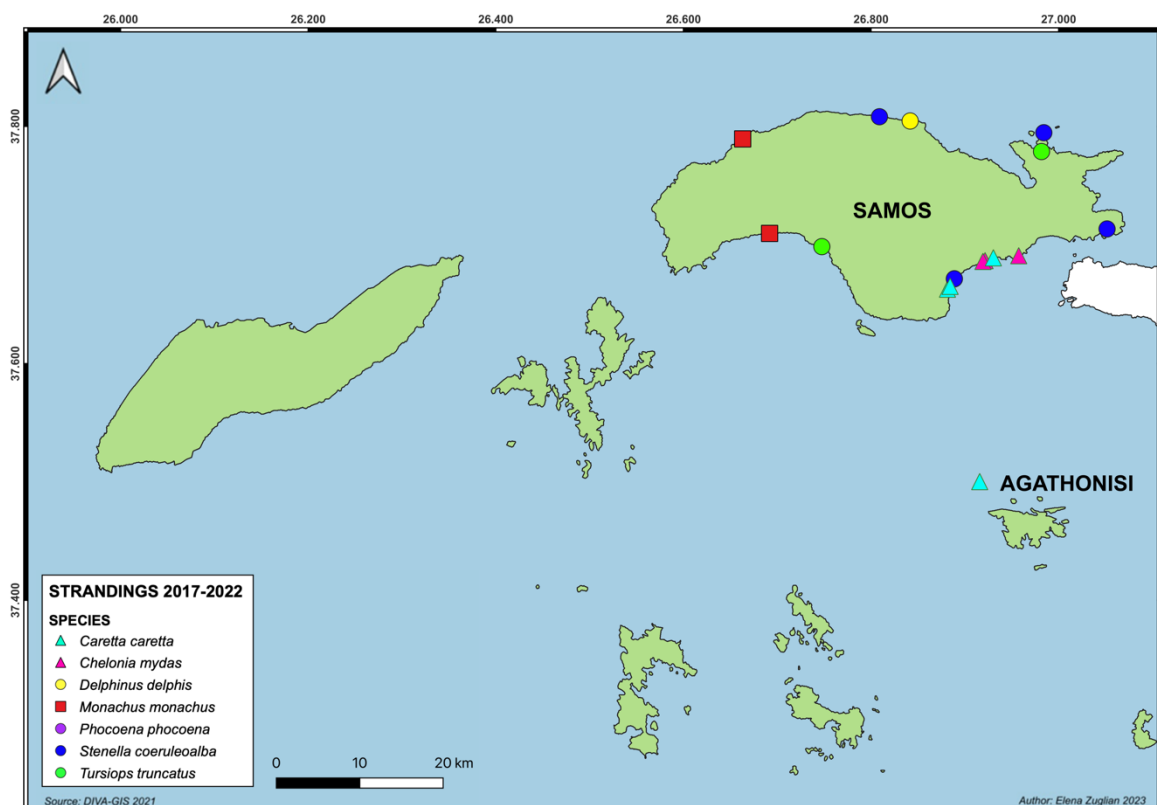 26.000 26.200 26.400 26.600 26.800 27.000
37.800
37.600
37.400
SAMOS
AGATHONISI
STRANDINGS 2017-2022
SPECIES
Caretta caretta
Chelonia mydas
Delphinus delphis
Monachus monachus
Phocoena phocoena
Stenella coeruleoalba
Tursiops truncatus
0 10 20 km
Source: DIVA-GIS 2021
Author: Elena Zuglian 2023